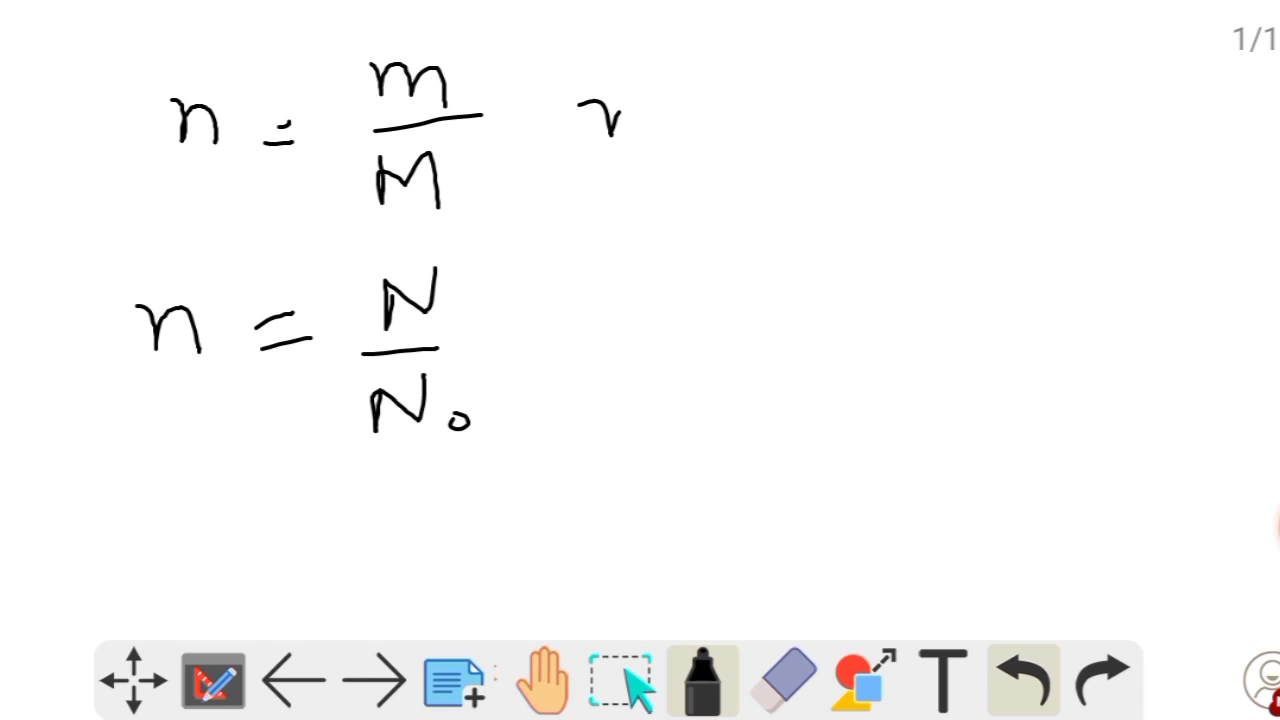 1/1
n = m/M
n = N/N₀
T